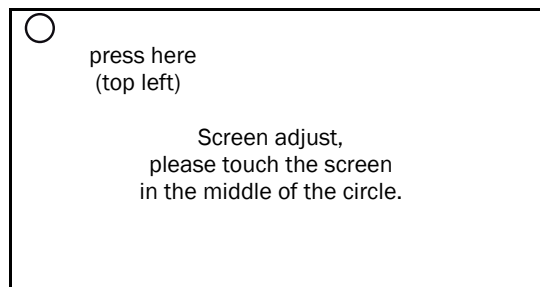 press here
(top left)
Screen adjust,
please touch the screen
in the middle of the circle.